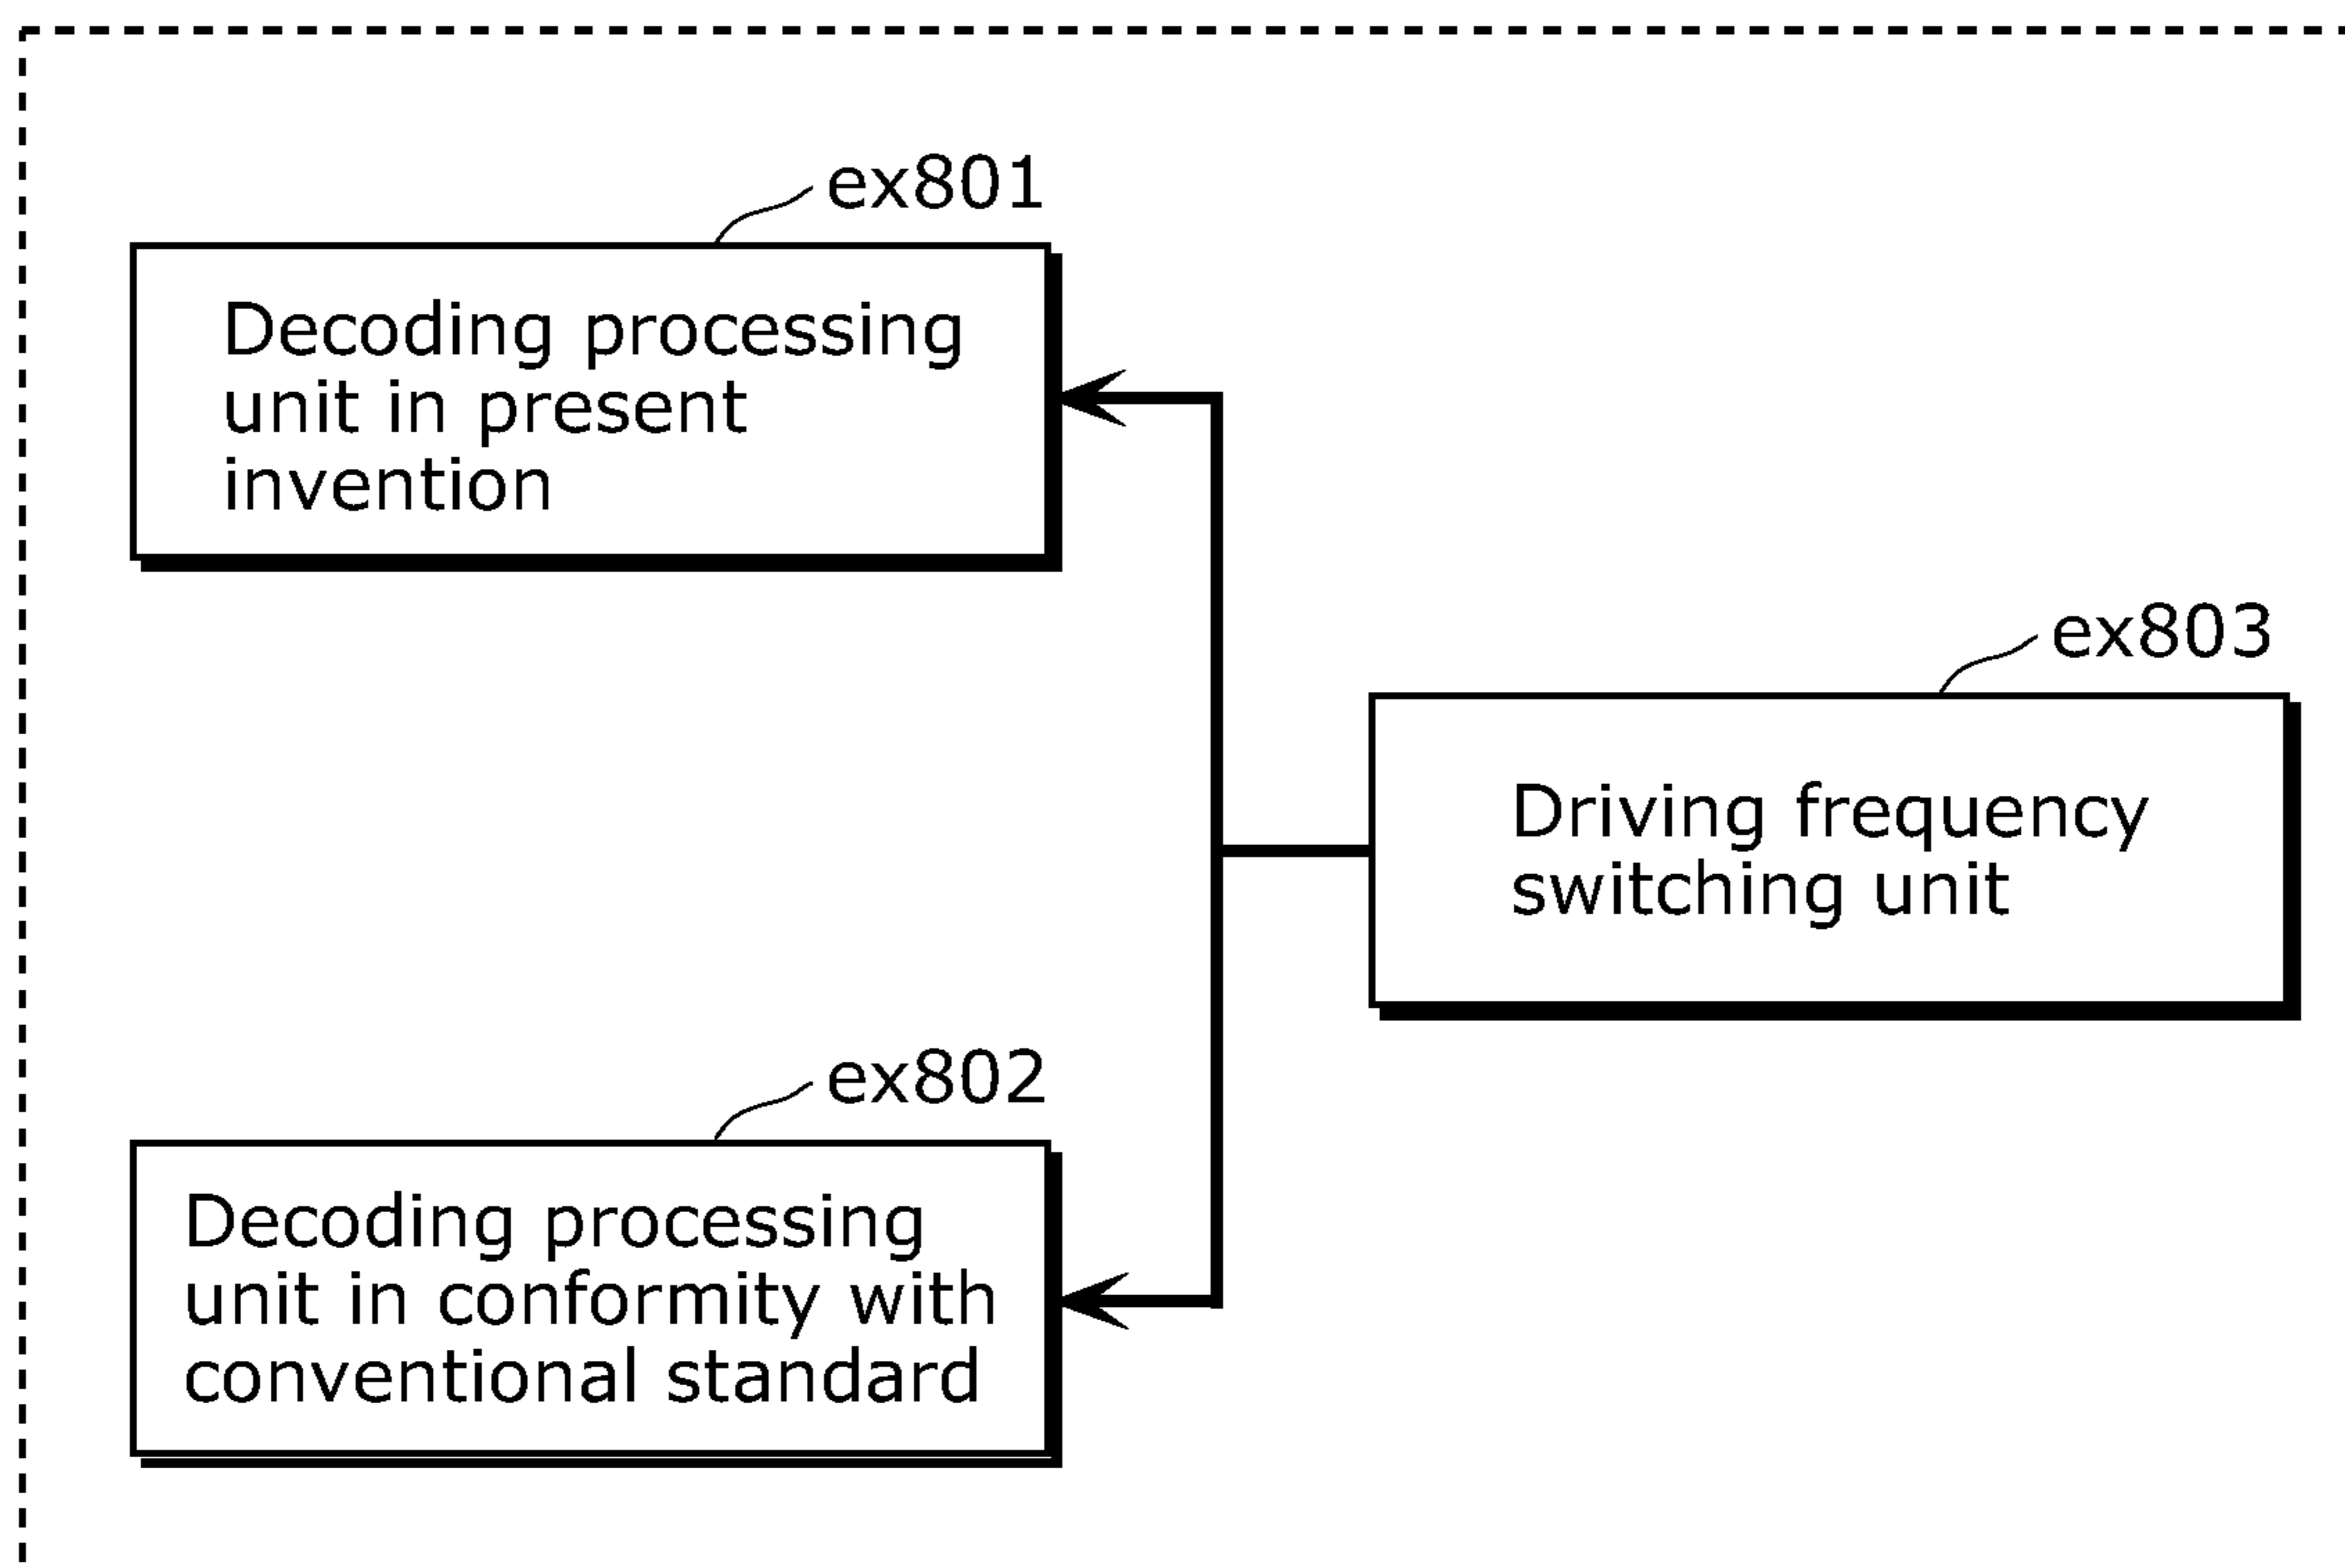 ex801
Decoding processing
unit in present
invention
ex803
Driving frequency
switching unit
ex802
Decoding processing
unit in conformity with
conventional standard